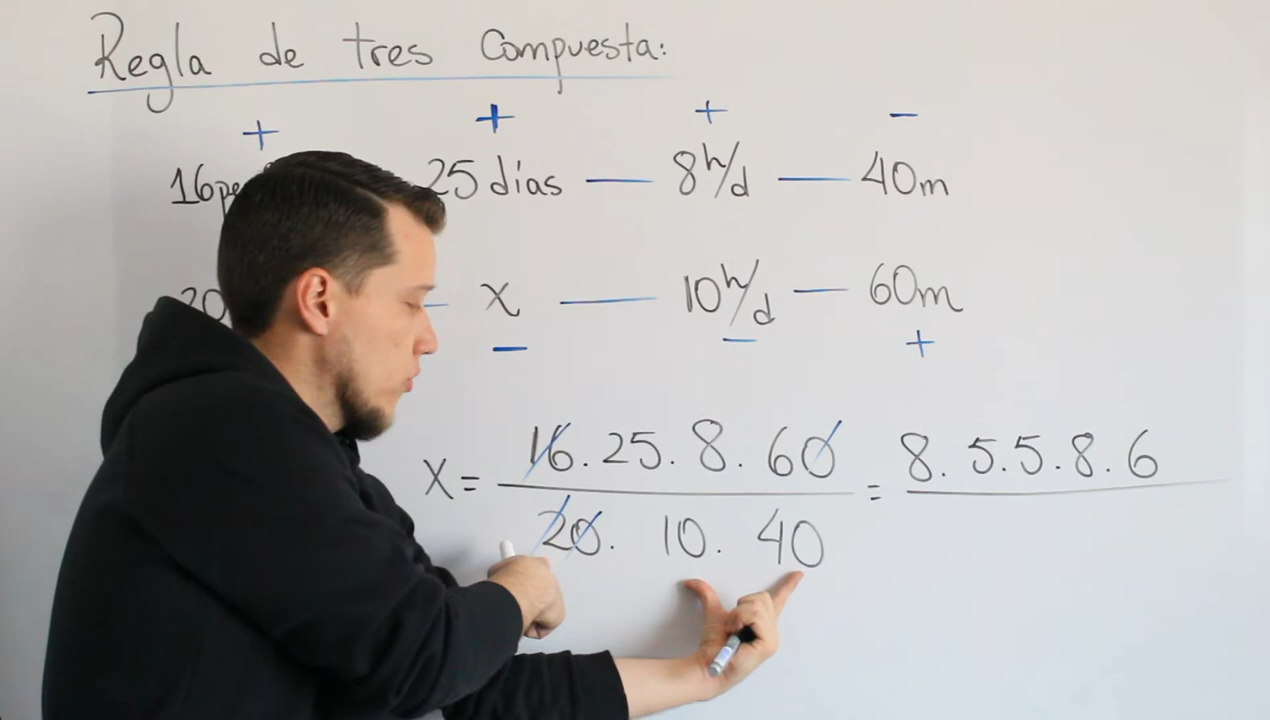 Regla de tres Compuesta:
+ + + -
16 25 días — 8h/d — 40m
20 - x — 10h/d — 60m
- - +
X = 16.25.8.60 = 8.5.5.8.6
20. 10. 40